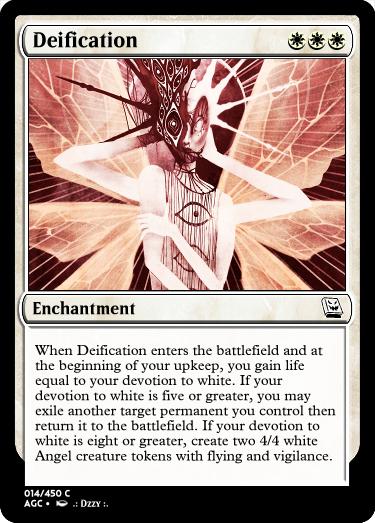 Deification
Enchantment
When Deification enters the battlefield and at
the beginning of your upkeep, you gain life
equal to your devotion to white. If your
devotion to white is five or greater, you may
exile another target permanent you control then
return it to the battlefield. If your devotion to
white is eight or greater, create two 4/4 white
Angel creature tokens with flying and vigilance.
014/450 C
AGC • .: Dzzy :.